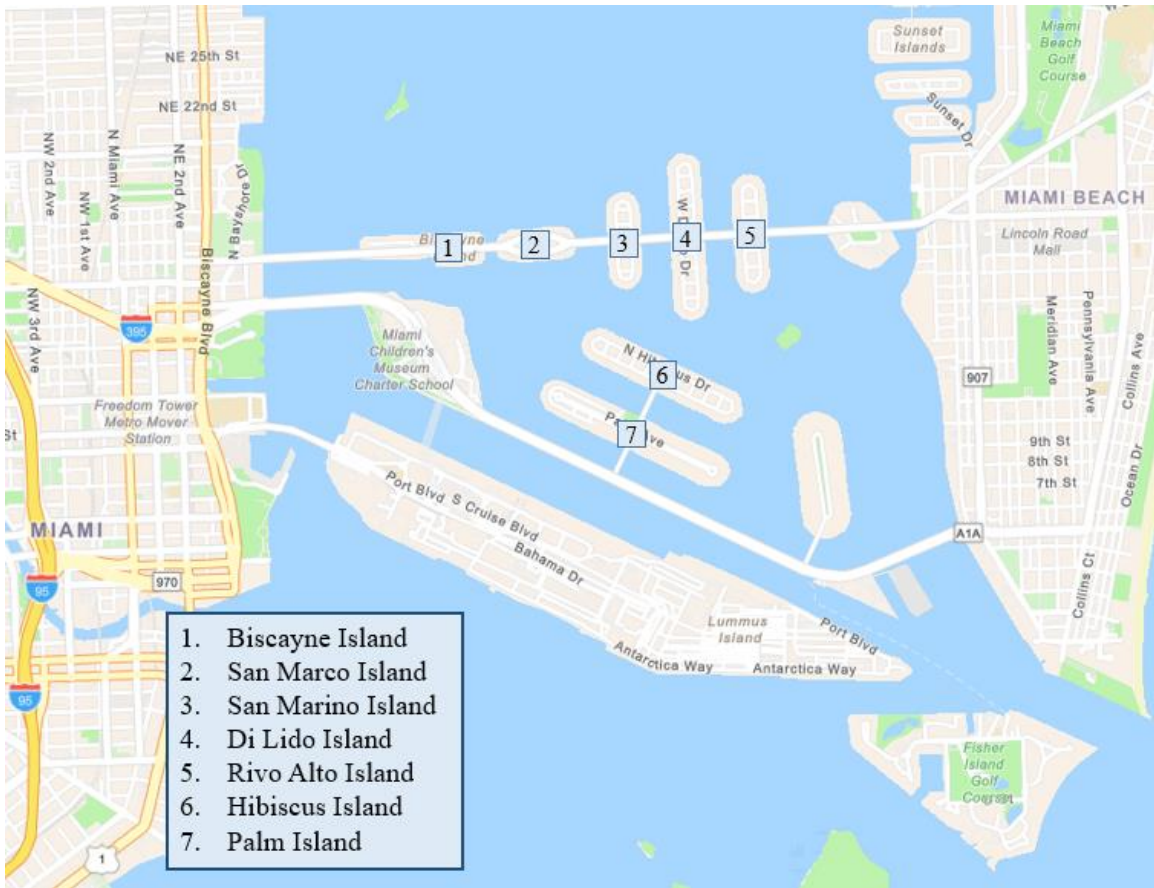 NE 25th St
NE 22nd St
NW 2nd Ave
NW 1st Ave
N Miami Ave
NE 2nd Ave
N Bayshore Dr
Biscayne Blvd
NW 3rd Ave
395
Freedom Tower
Metro Mover
Station
St
MIAMI
95
970
95
1
Miami
Children's
Museum
Charter School
1
2
3
4
5
6
N Hi us Dr
7
Port Blvd
S Cruise Blvd
Bahama Dr
Lummus
Island
Port Blvd
Antarctica Way
Antarctica Way
Sunset
Islands
Miami
Beach
Golf
Course
Sunset Dr
MIAMI BEACH
Lincoln Road
Mall
Meridian Ave
Pennsylvania Ave
Collins Ave
907
9th St
8th St
7th St
Ocean Dr
A1A
Collins Ct
Fisher
Island
Golf
1. Biscayne Island
2. San Marco Island
3. San Marino Island
4. Di Lido Island
5. Rivo Alto Island
6. Hibiscus Island
7. Palm Island